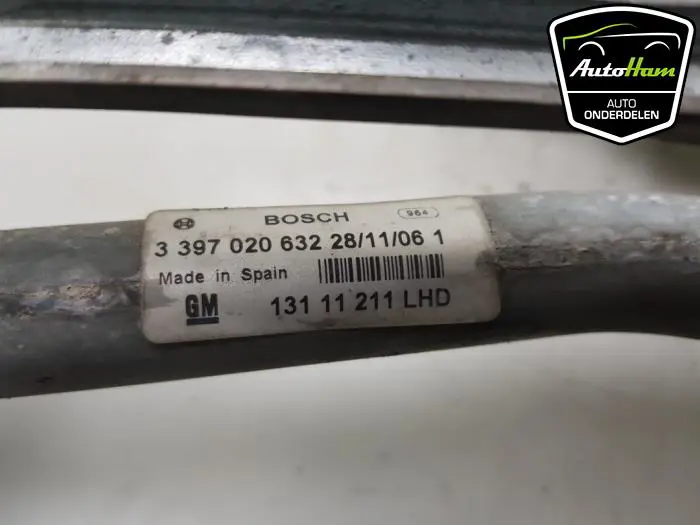 AutoHam
AUTO
ONDERDELEN
BOSCH 964
3 397 020 632 28/11/06 1
Made in Spain
GM 131 11 211 LHD